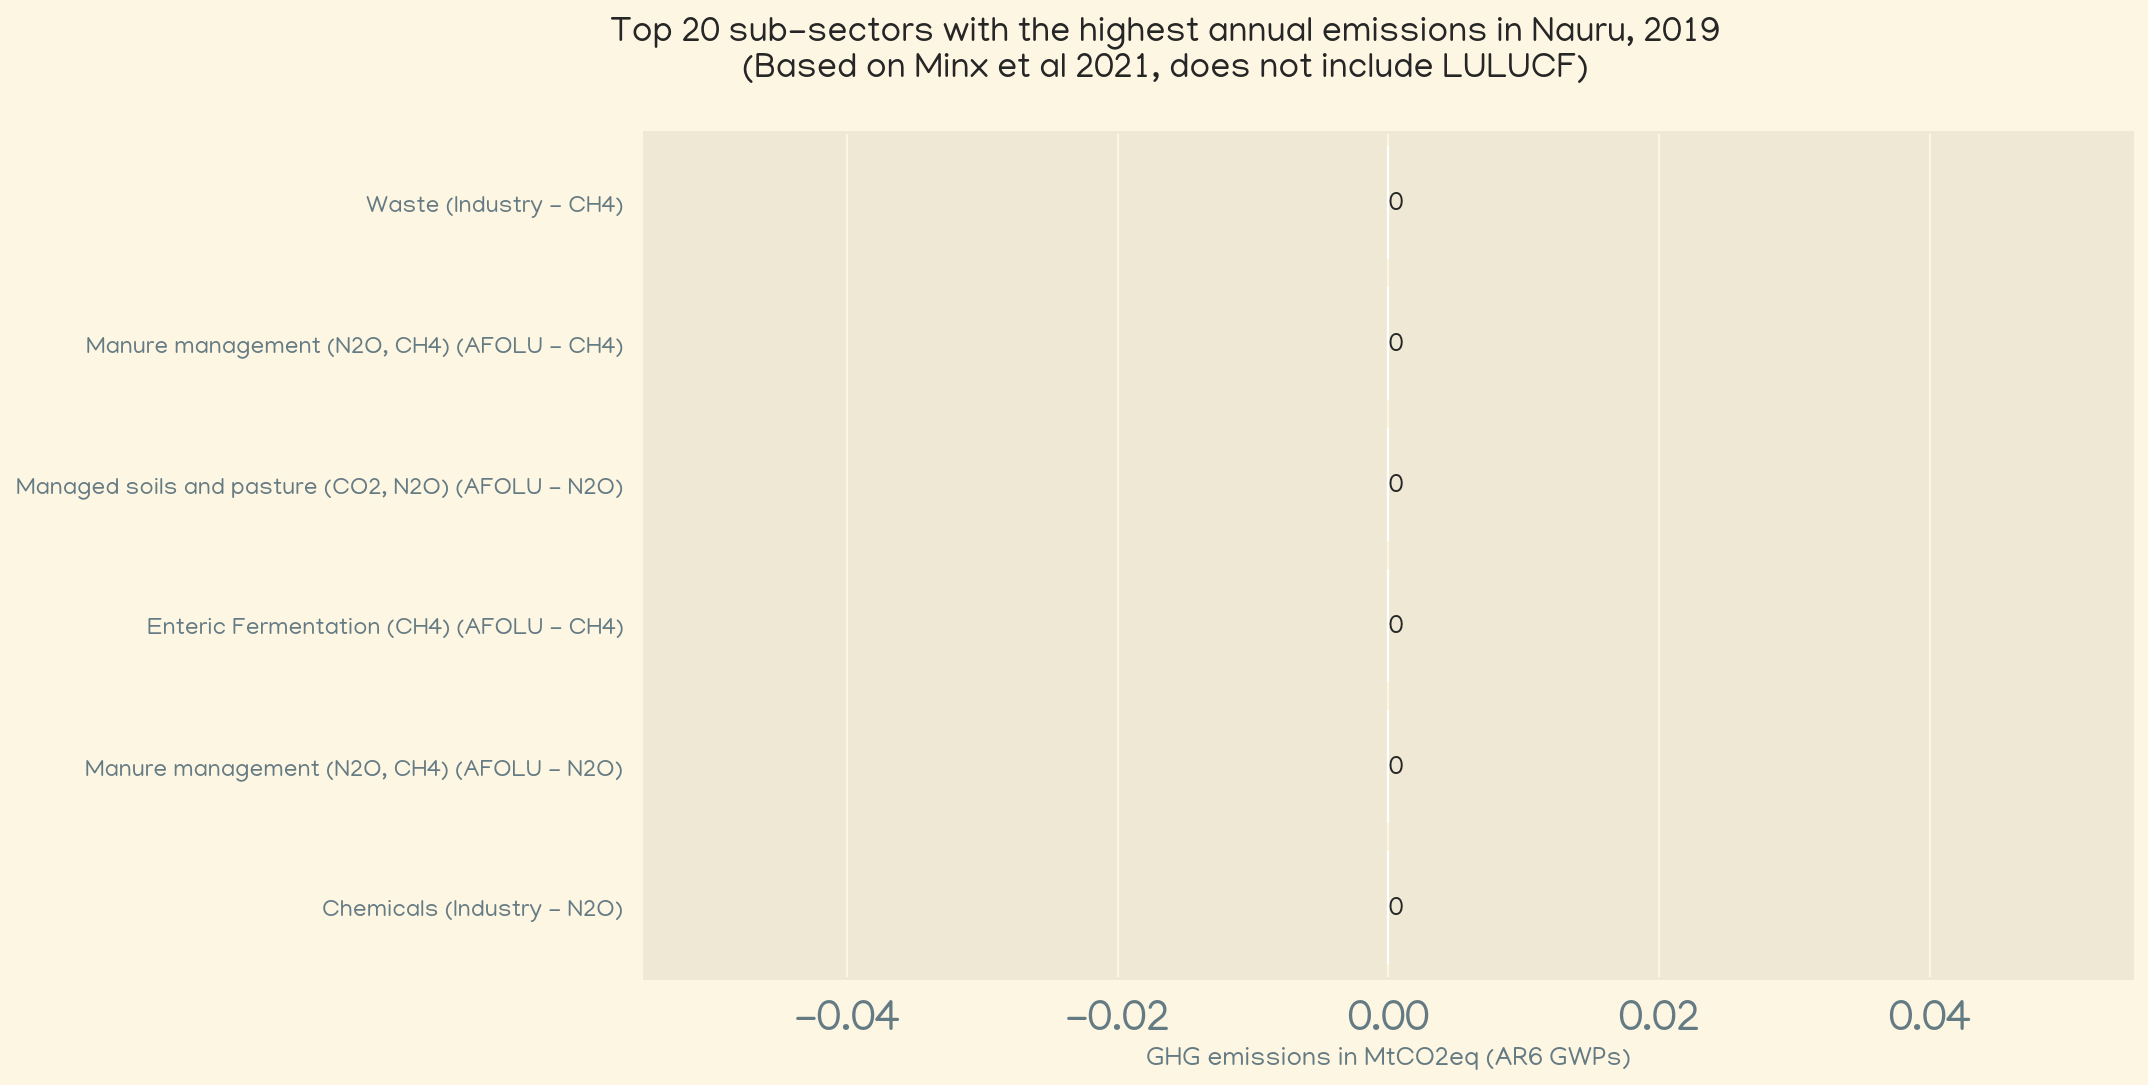 Top 20 sub-sectors with the highest annual emissions in Nauru, 2019
(Based on Minx et al 2021, does not include LULUCF)
Waste (Industry - CH4) 0
Manure management (N2O, CH4) (AFOLU - CH4) 0
Managed soils and pasture (CO2, N2O) (AFOLU - N2O) 0
Enteric Fermentation (CH4) (AFOLU - CH4) 0
Manure management (N2O, CH4) (AFOLU - N2O) 0
Chemicals (Industry - N2O) 0
-0.04 -0.02 0.00 0.02 0.04
GHG emissions in MtCO2eq (AR6 GWPs)